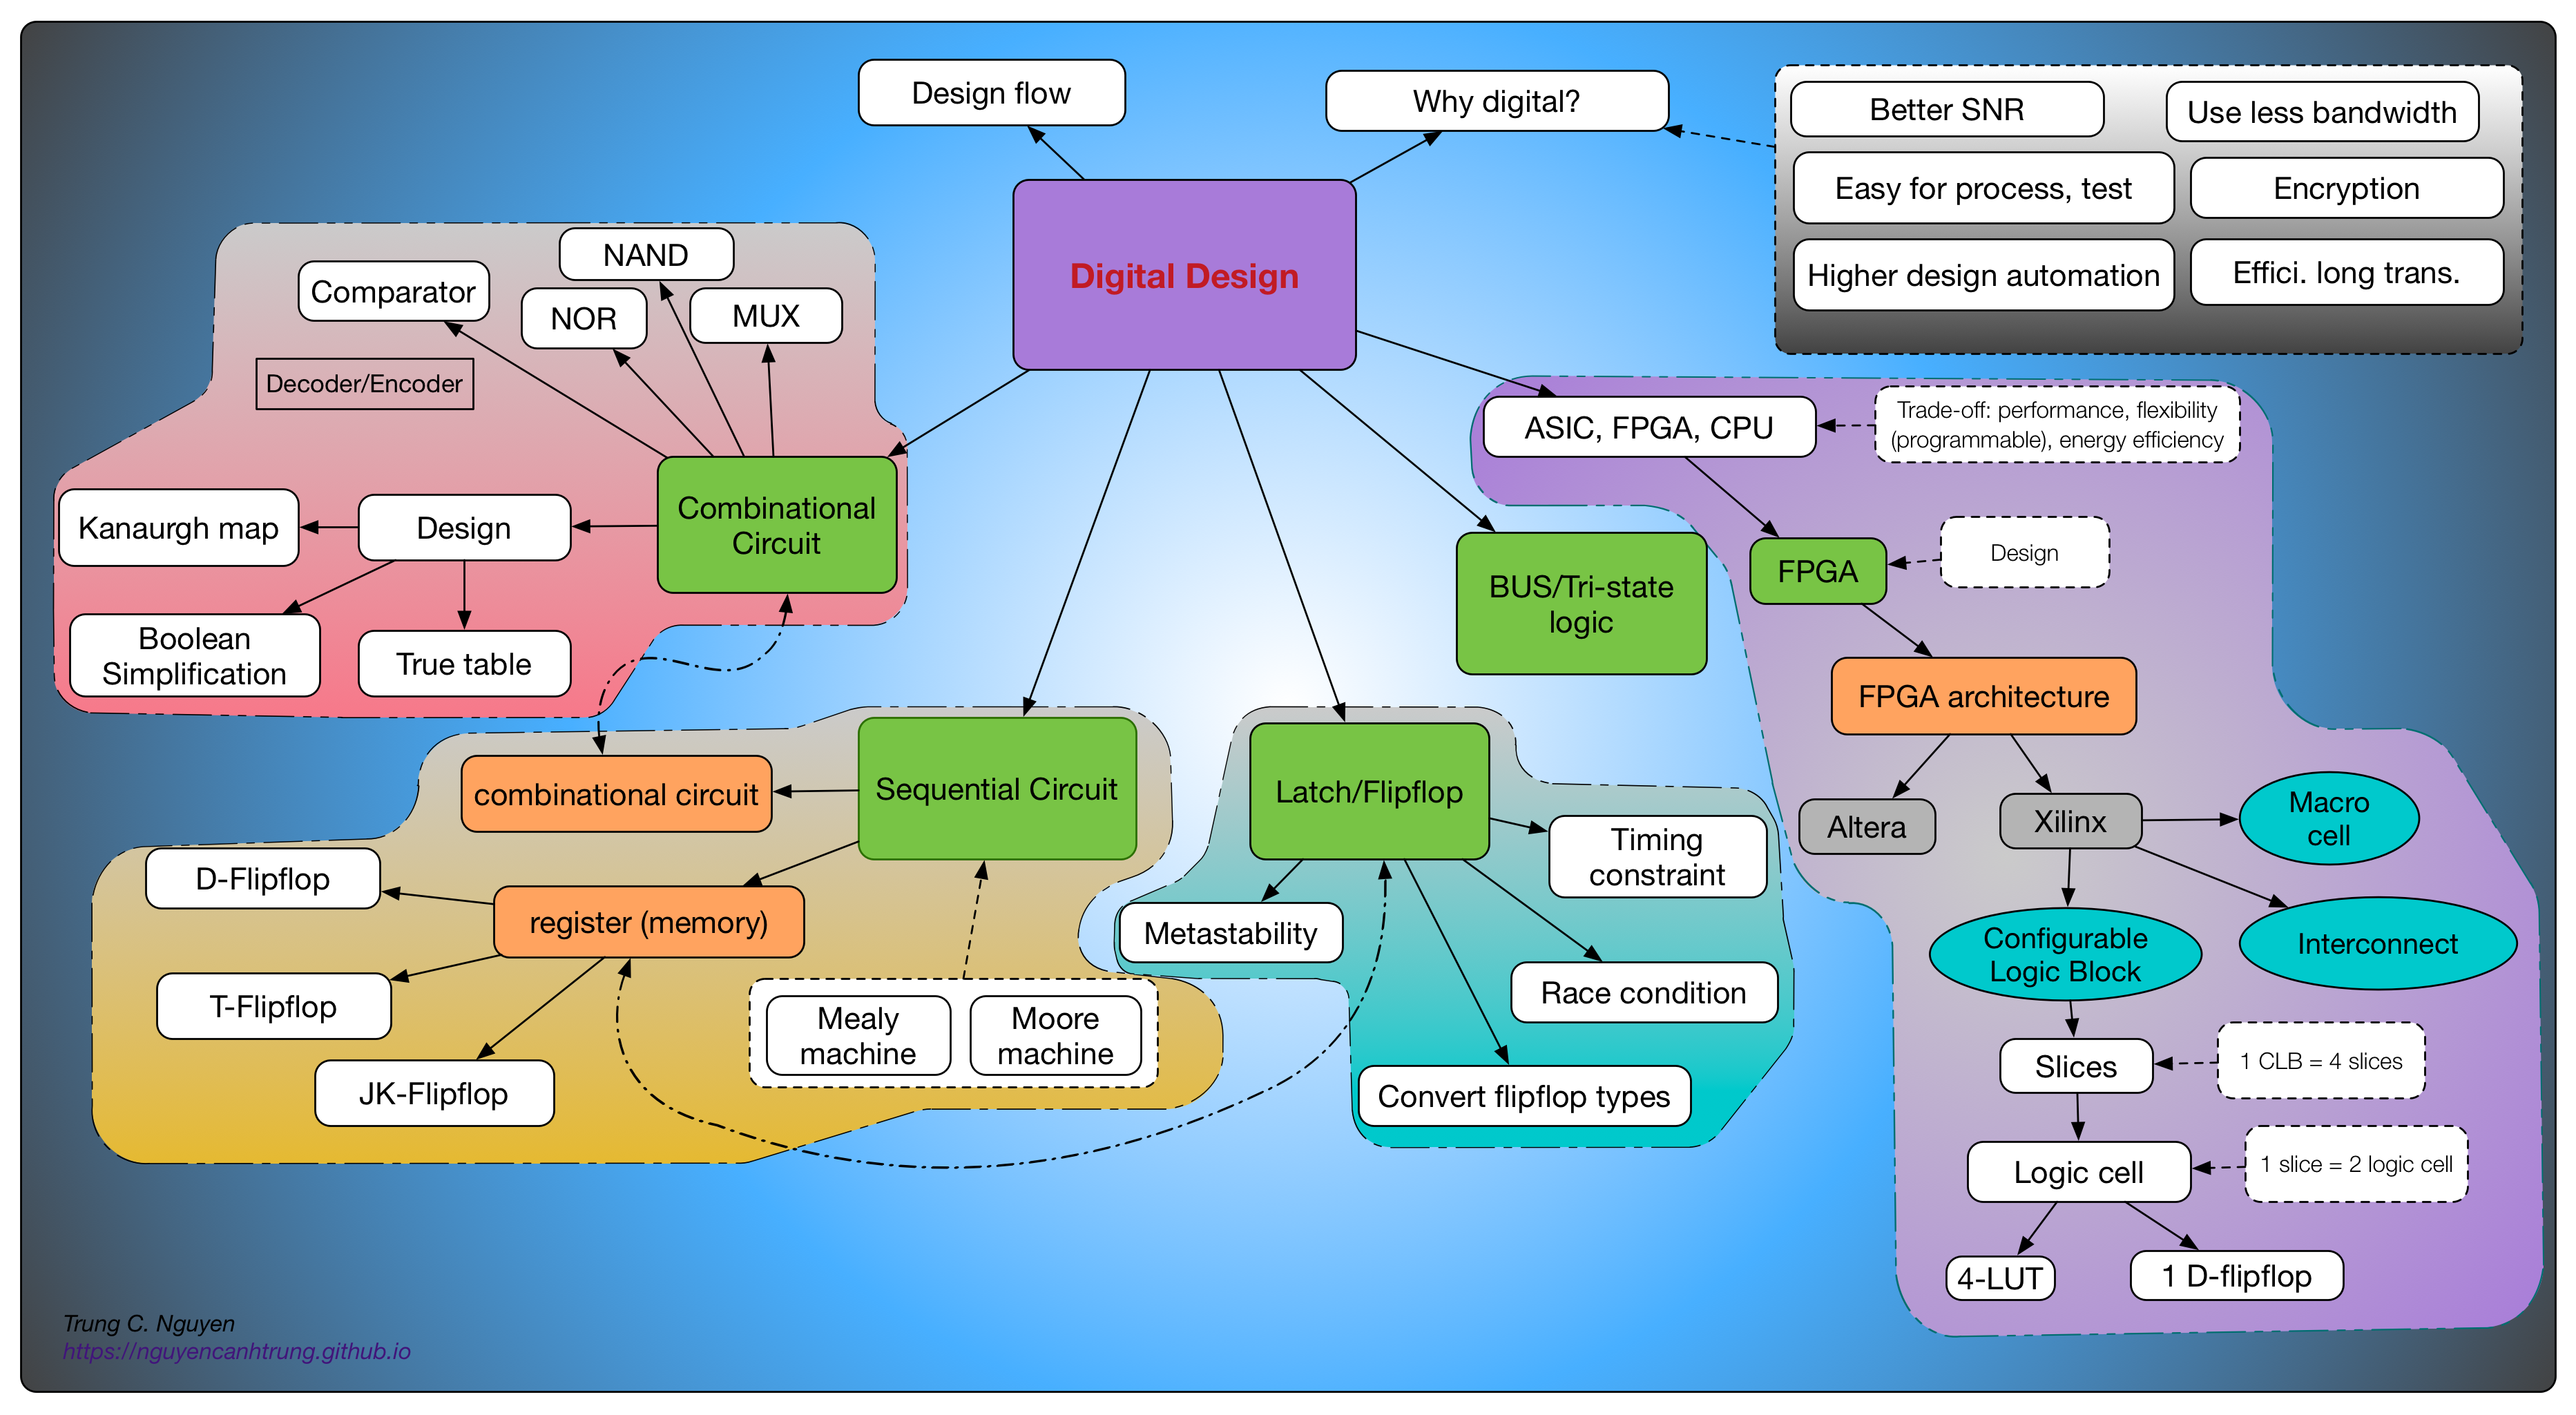 Design flow
Why digital?
Better SNR
Use less bandwidth
Easy for process, test
Encryption
Higher design automation
Effici. long trans.
Digital Design
NAND
Comparator
NOR
MUX
Decoder/Encoder
Combinational
Circuit
Design
Kanaurgh map
Boolean
Simplification
True table
ASIC, FPGA, CPU
Trade-off: performance, flexibility
(programmable), energy efficiency
FPGA
Design
BUS/Tri-state
logic
FPGA architecture
Altera
Xilinx
Macro
cell
Configurable
Logic Block
Interconnect
Slices
1 CLB = 4 slices
Logic cell
1 slice = 2 logic cell
4-LUT
1 D-flipflop
combinational circuit
Sequential Circuit
D-Flipflop
register (memory)
T-Flipflop
JK-Flipflop
Mealy
machine
Moore
machine
Latch/Flipflop
Timing
constraint
Metastability
Race condition
Convert flipflop types
Trung C. Nguyen
https://nguyencanhtrung.github.io